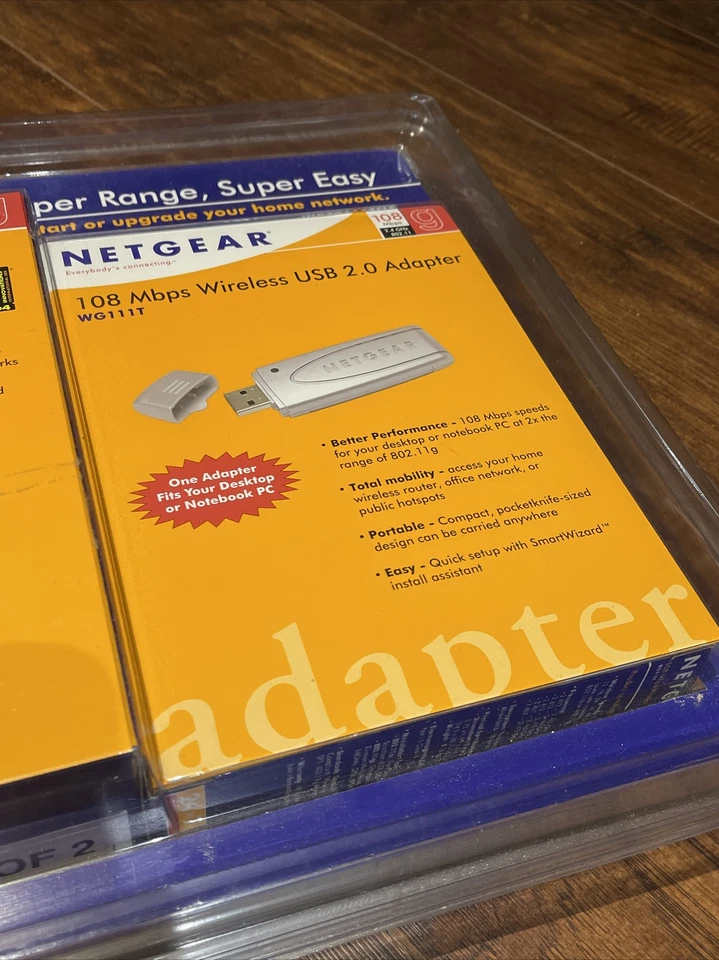 per Range, Super Easy
tart or upgrade your home network.
NETGEAR®
Everybody's connecting.™
108
Mbps
2.4 GHz
802.11
g
108 Mbps Wireless USB 2.0 Adapter
WG111T
NETGEAR
One Adapter
Fits Your Desktop
or Notebook PC
• Better Performance - 108 Mbps speeds
for your desktop or notebook PC at 2x the
range of 802.11g
• Total mobility - access your home
wireless router, office network, or
public hotspots
• Portable - Compact, pocketknife-sized
design can be carried anywhere
• Easy - Quick setup with SmartWizard™
install assistant
adapter
rks
d
NETG
OF 2